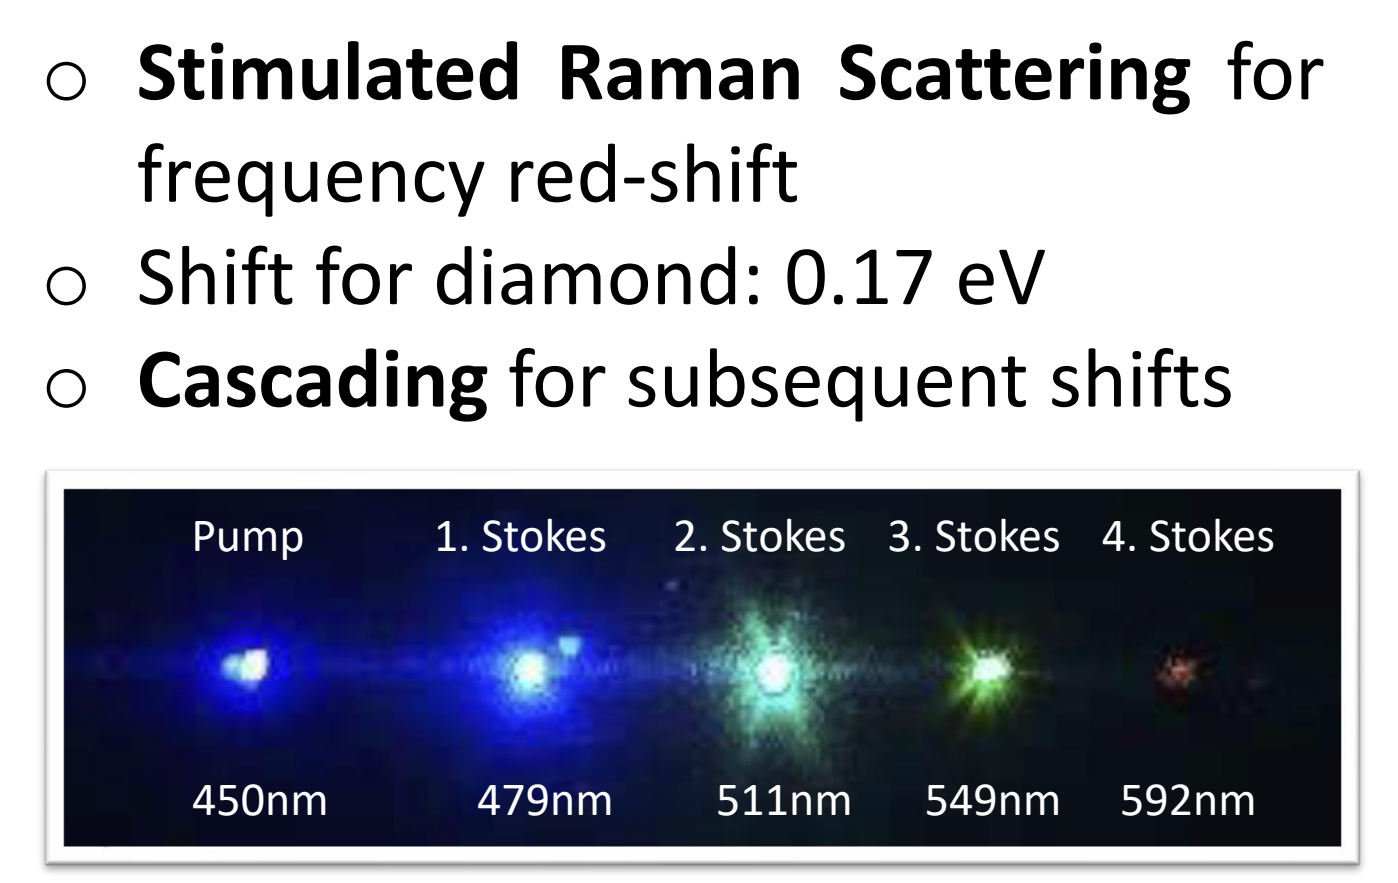 ○ Stimulated Raman Scattering for
frequency red-shift
○ Shift for diamond: 0.17 eV
○ Cascading for subsequent shifts
Pump 1. Stokes 2. Stokes 3. Stokes 4. Stokes
450nm 479nm 511nm 549nm 592nm